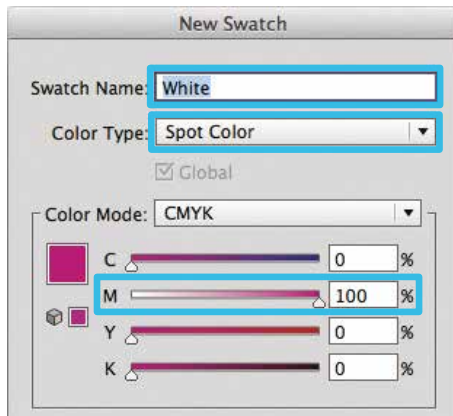 New Swatch
Swatch Name: White
Color Type: Spot Color
Global
Color Mode: CMYK
C 0 %
M 100 %
Y 0 %
K 0 %